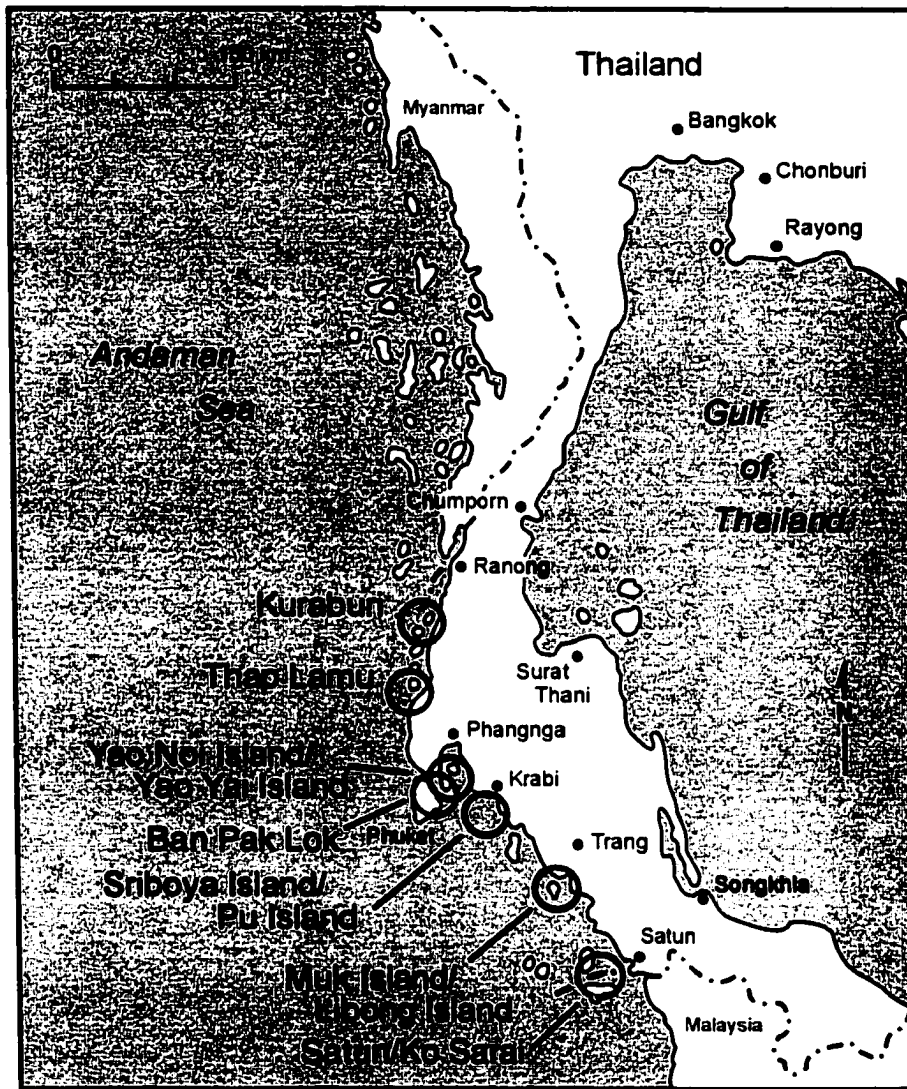 0
Thailand
Myanmar
Bangkok
Chonburi
Rayong
Andaman
Sea
Gulf
of
Thailand
Chumporn
Ranong
Kuraburi
Thap Lamu
Surat
Thani
N
Phangnga
Yao Noi Island/
Yao Yai Island
Krabi
Ban Pak Lok
Phuket
Trang
Sriboya Island/
Pu Island
Songkhla
Muk Island/
Libong Island
Satun
Satun/Ko Sarai
Malaysia